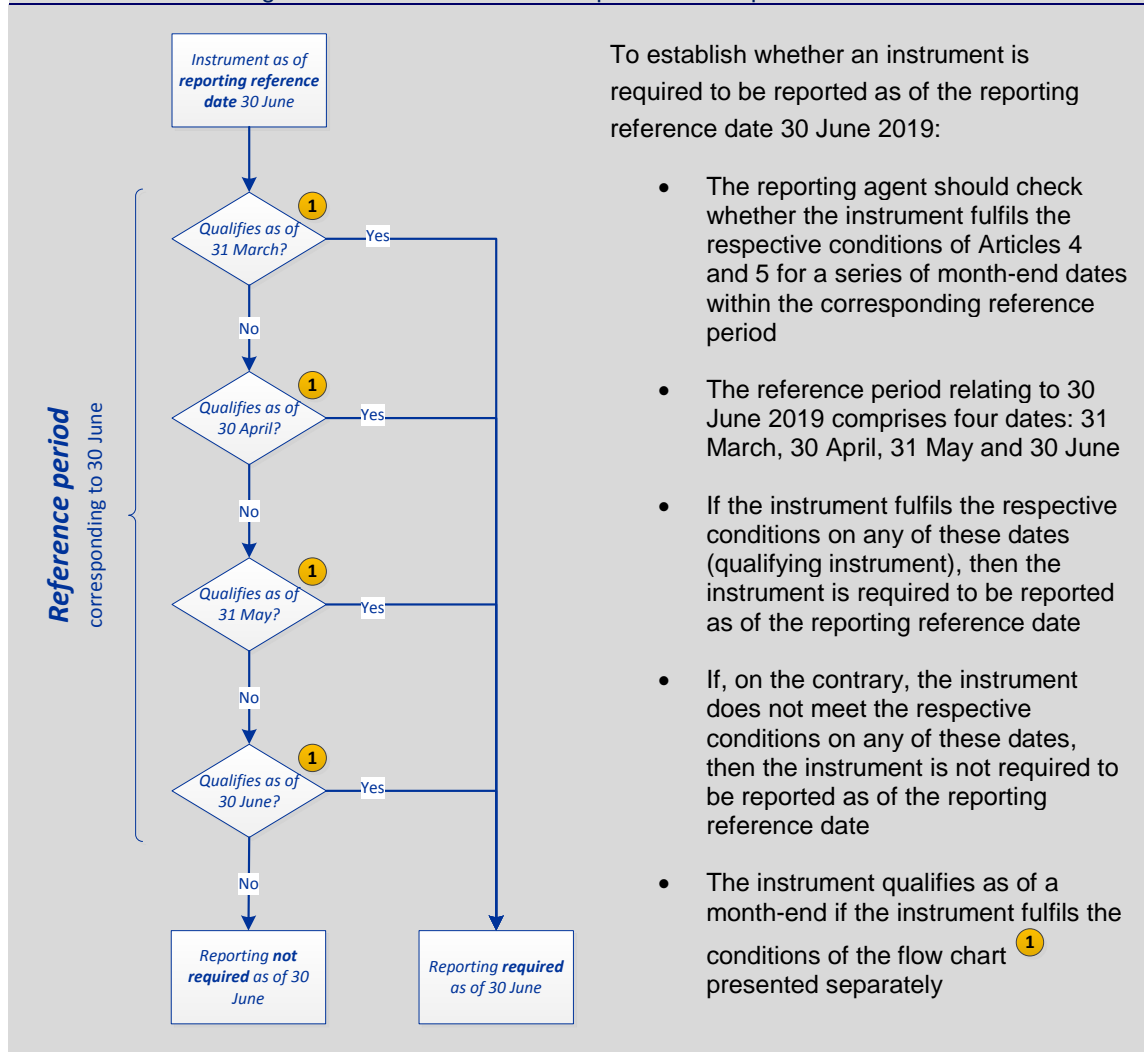 Instrument as of
reporting reference
date 30 June
Qualifies as of
31 March?
1
Yes
No
Qualifies as of
30 April?
1
Yes
No
Qualifies as of
31 May?
1
Yes
No
Qualifies as of
30 June?
1
Yes
No
Reference period
corresponding to 30 June
Reporting not
required as of 30
June
Reporting required
as of 30 June
To establish whether an instrument is
required to be reported as of the reporting
reference date 30 June 2019:
• The reporting agent should check
whether the instrument fulfils the
respective conditions of Articles 4
and 5 for a series of month-end dates
within the corresponding reference
period
• The reference period relating to 30
June 2019 comprises four dates: 31
March, 30 April, 31 May and 30 June
• If the instrument fulfils the respective
conditions on any of these dates
(qualifying instrument), then the
instrument is required to be reported
as of the reporting reference date
• If, on the contrary, the instrument
does not meet the respective
conditions on any of these dates,
then the instrument is not required to
be reported as of the reporting
reference date
• The instrument qualifies as of a
month-end if the instrument fulfils the
conditions of the flow chart 1
presented separately